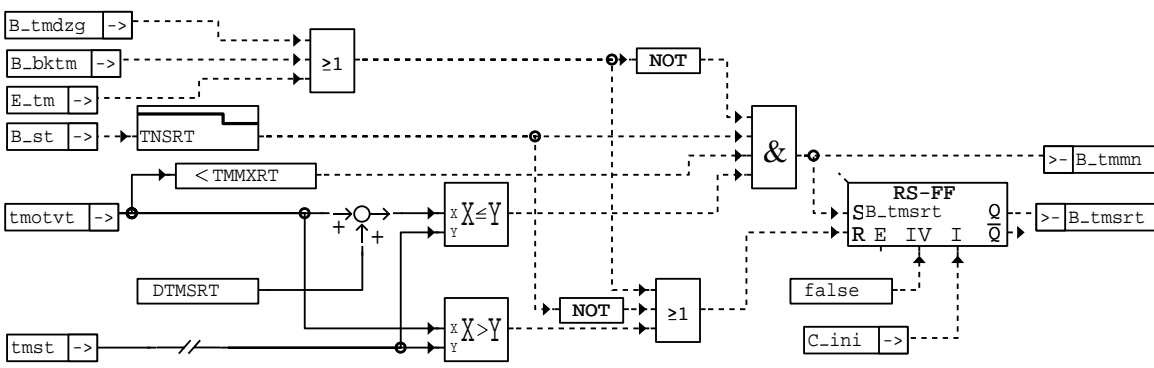 B_tmdzg ->
B_bktm ->
E_tm ->
≥1
NOT
B_st ->
TNSRT
<TMMXRT
&
>- B_tmmn
tmotvt ->
+
+
X X≤Y
Y
RS-FF
S B_tmsrt Q
R E IV I Q̅
>- B_tmsrt
DTMSRT
NOT
≥1
false
X X>Y
Y
tmst ->
C_ini ->